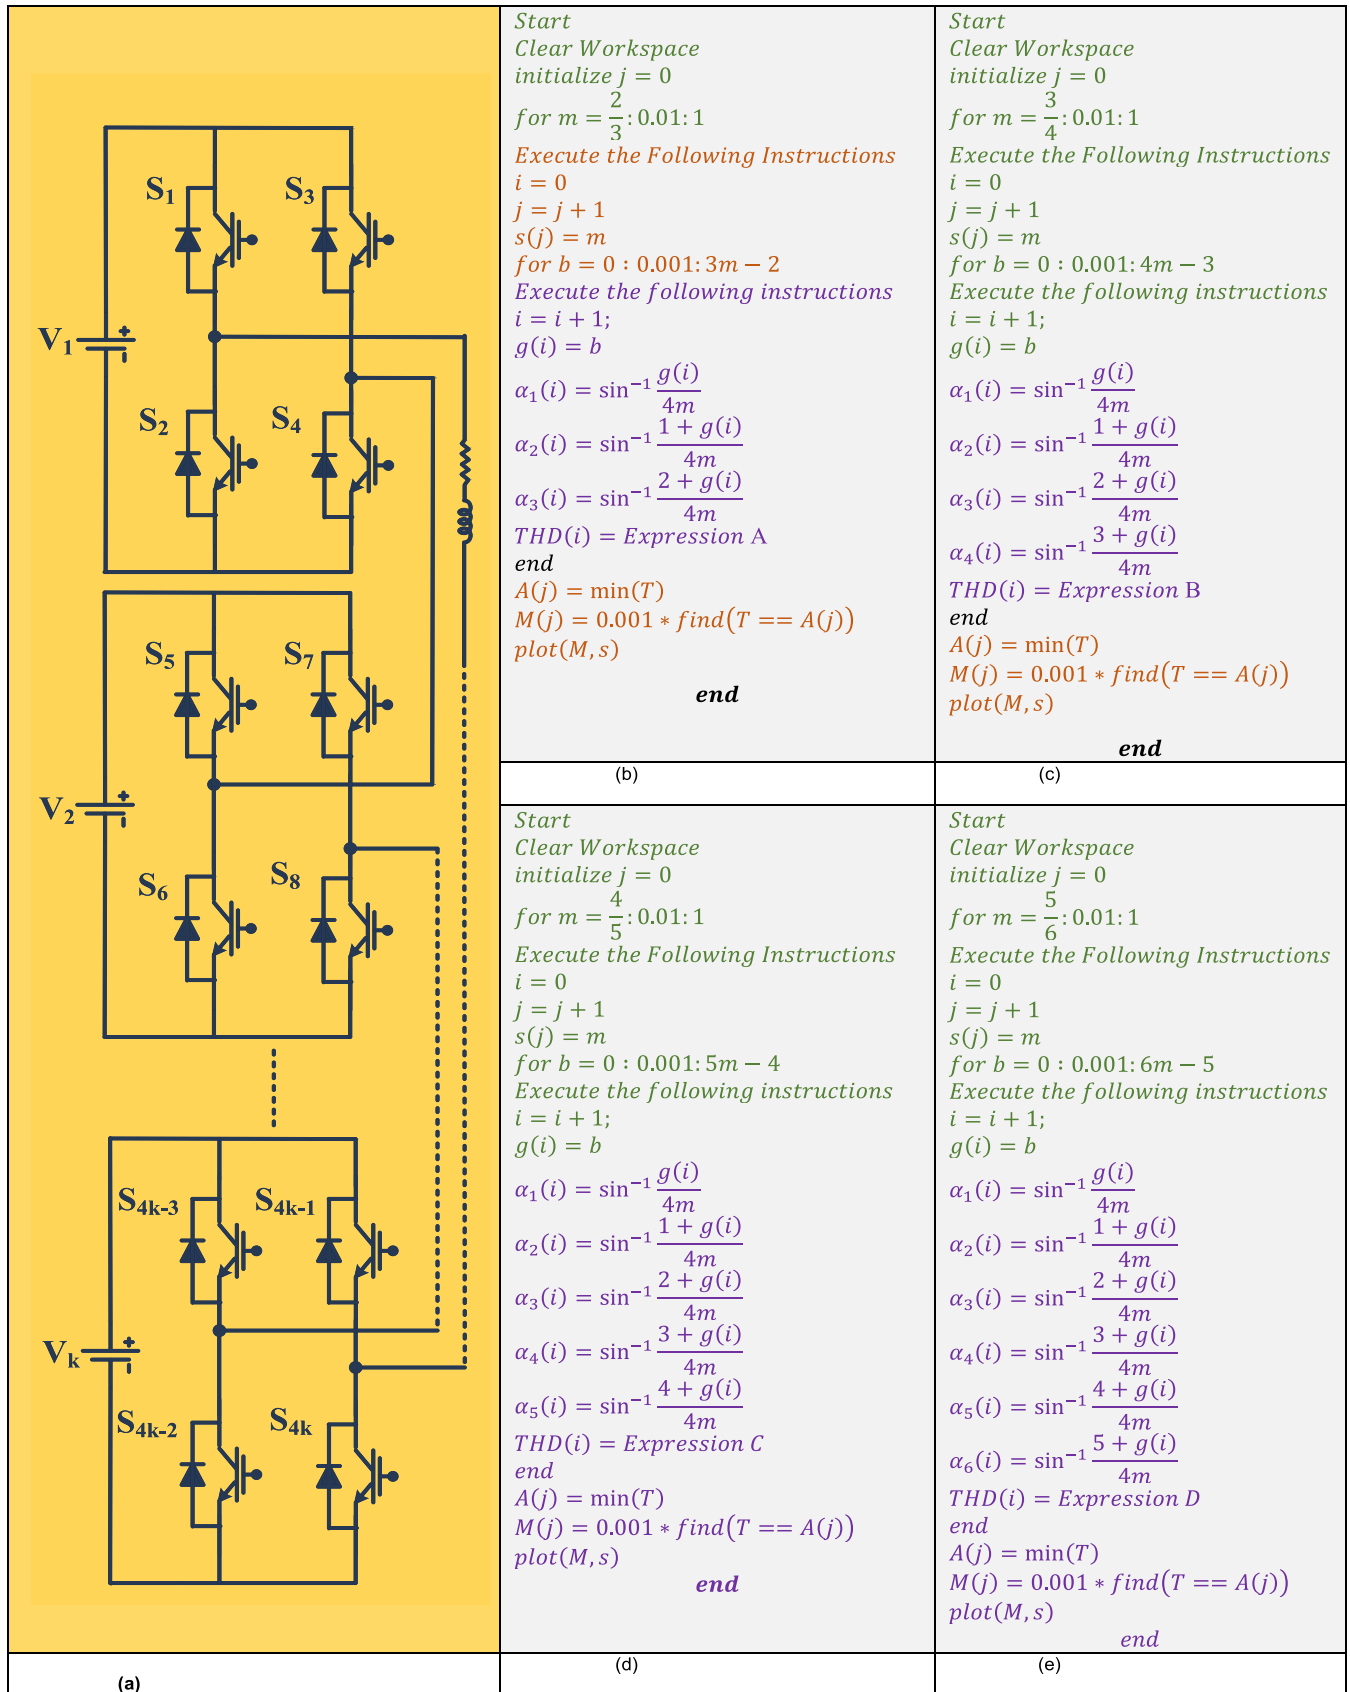 S1
S3
V1
S2
S4
S5
S7
V2
S6
S8
S4k-3
S4k-1
Vk
S4k-2
S4k
(a)
Start
Clear Workspace
initialize j = 0
for m = 2/3 : 0.01: 1
Execute the Following Instructions
i = 0
j = j + 1
s(j) = m
for b = 0 : 0.001: 3m − 2
Execute the following instructions
i = i + 1;
g(i) = b
α1(i) = sin−1 g(i)/4m
α2(i) = sin−1 1 + g(i)/4m
α3(i) = sin−1 2 + g(i)/4m
THD(i) = Expression A
end
A(j) = min(T)
M(j) = 0.001 * find(T == A(j))
plot(M, s)
end
(b)
Start
Clear Workspace
initialize j = 0
for m = 3/4 : 0.01: 1
Execute the Following Instructions
i = 0
j = j + 1
s(j) = m
for b = 0 : 0.001: 4m − 3
Execute the following instructions
i = i + 1;
g(i) = b
α1(i) = sin−1 g(i)/4m
α2(i) = sin−1 1 + g(i)/4m
α3(i) = sin−1 2 + g(i)/4m
α4(i) = sin−1 3 + g(i)/4m
THD(i) = Expression B
end
A(j) = min(T)
M(j) = 0.001 * find(T == A(j))
plot(M, s)
end
(c)
Start
Clear Workspace
initialize j = 0
for m = 4/5 : 0.01: 1
Execute the Following Instructions
i = 0
j = j + 1
s(j) = m
for b = 0 : 0.001: 5m − 4
Execute the following instructions
i = i + 1;
g(i) = b
α1(i) = sin−1 g(i)/4m
α2(i) = sin−1 1 + g(i)/4m
α3(i) = sin−1 2 + g(i)/4m
α4(i) = sin−1 3 + g(i)/4m
α5(i) = sin−1 4 + g(i)/4m
THD(i) = Expression C
end
A(j) = min(T)
M(j) = 0.001 * find(T == A(j))
plot(M, s)
end
(d)
Start
Clear Workspace
initialize j = 0
for m = 5/6 : 0.01: 1
Execute the Following Instructions
i = 0
j = j + 1
s(j) = m
for b = 0 : 0.001: 6m − 5
Execute the following instructions
i = i + 1;
g(i) = b
α1(i) = sin−1 g(i)/4m
α2(i) = sin−1 1 + g(i)/4m
α3(i) = sin−1 2 + g(i)/4m
α4(i) = sin−1 3 + g(i)/4m
α5(i) = sin−1 4 + g(i)/4m
α6(i) = sin−1 5 + g(i)/4m
THD(i) = Expression D
end
A(j) = min(T)
M(j) = 0.001 * find(T == A(j))
plot(M, s)
end
(e)